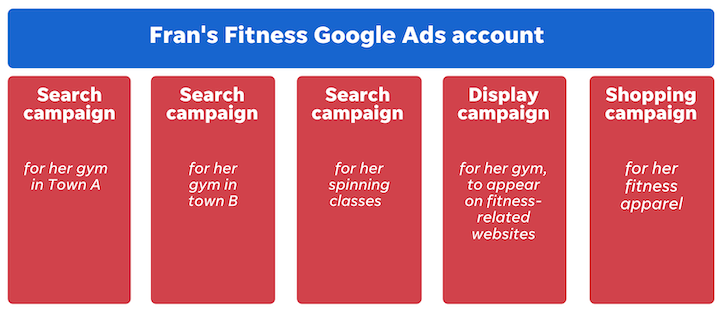 Fran's Fitness Google Ads account
Search
campaign
for her gym
in Town A
Search
campaign
for her
gym in
town B
Search
campaign
for her
spinning
classes
Display
campaign
for her gym,
to appear
on fitness-
related
websites
Shopping
campaign
for her
fitness
apparel